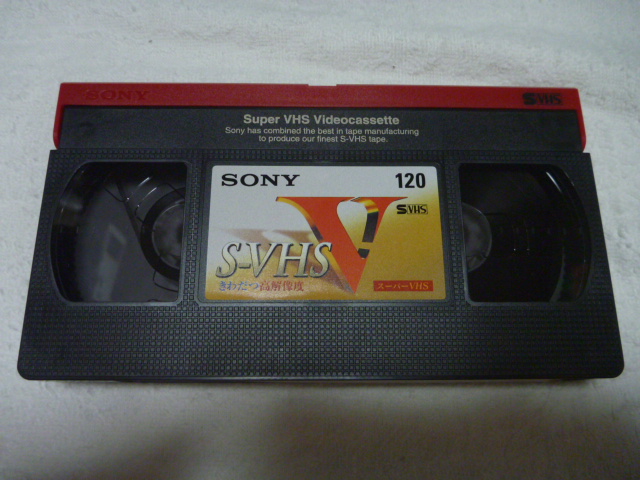 SONY
S-VHS
Super VHS Videocassette
Sony has combined the best in tape manufacturing
to produce our finest S-VHS tape.
SONY
120
S-VHS
V
S-VHS
きわだつ高解像度
スーパーVHS